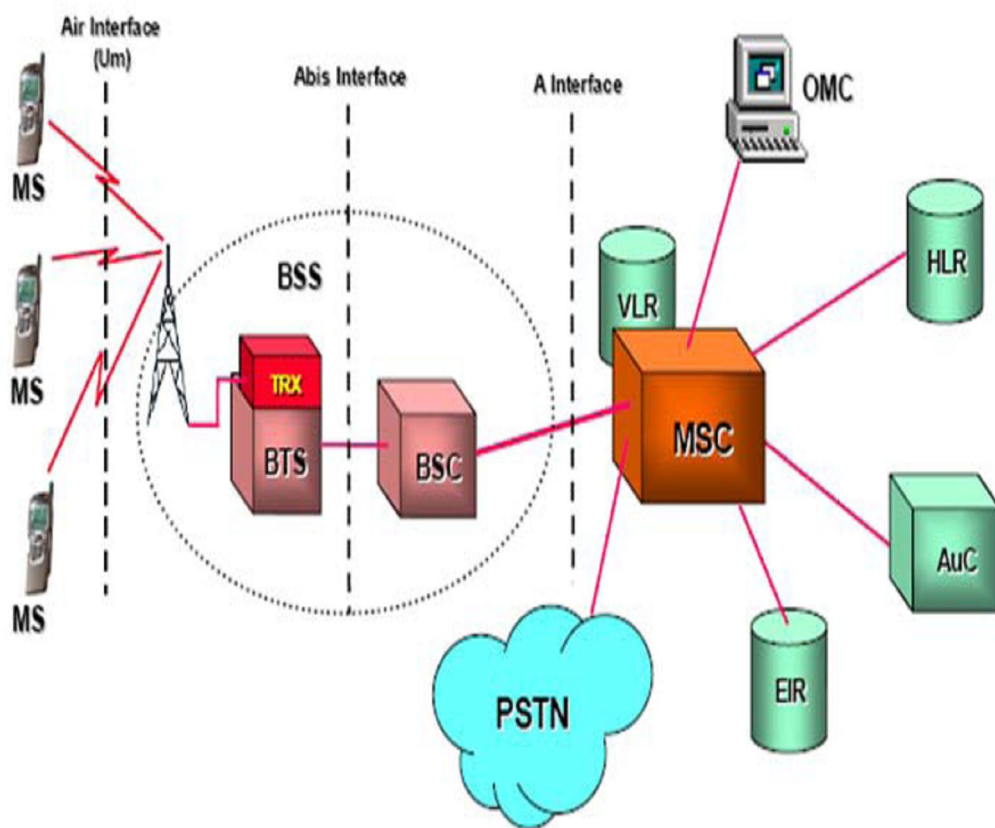 Air Interface
(Um)
Abis Interface
A Interface
OMC
MS
HLR
BSS
VLR
MS
TRX
BTS
BSC
MSC
AuC
MS
PSTN
EIR